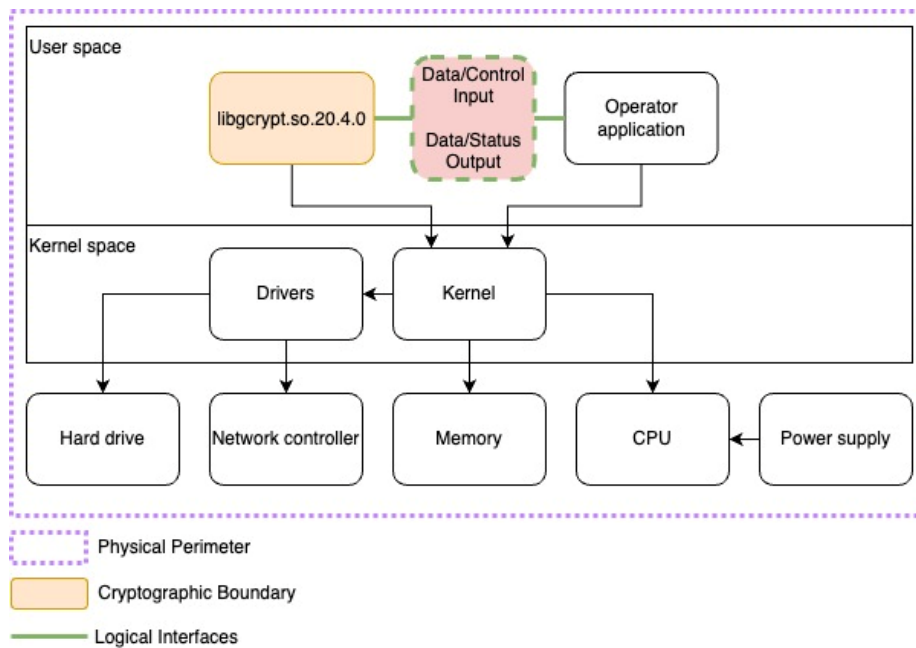 User space
libgcrypt.so.20.4.0
Data/Control
Input
Data/Status
Output
Operator
application
Kernel space
Drivers
Kernel
Hard drive
Network controller
Memory
CPU
Power supply
Physical Perimeter
Cryptographic Boundary
Logical Interfaces